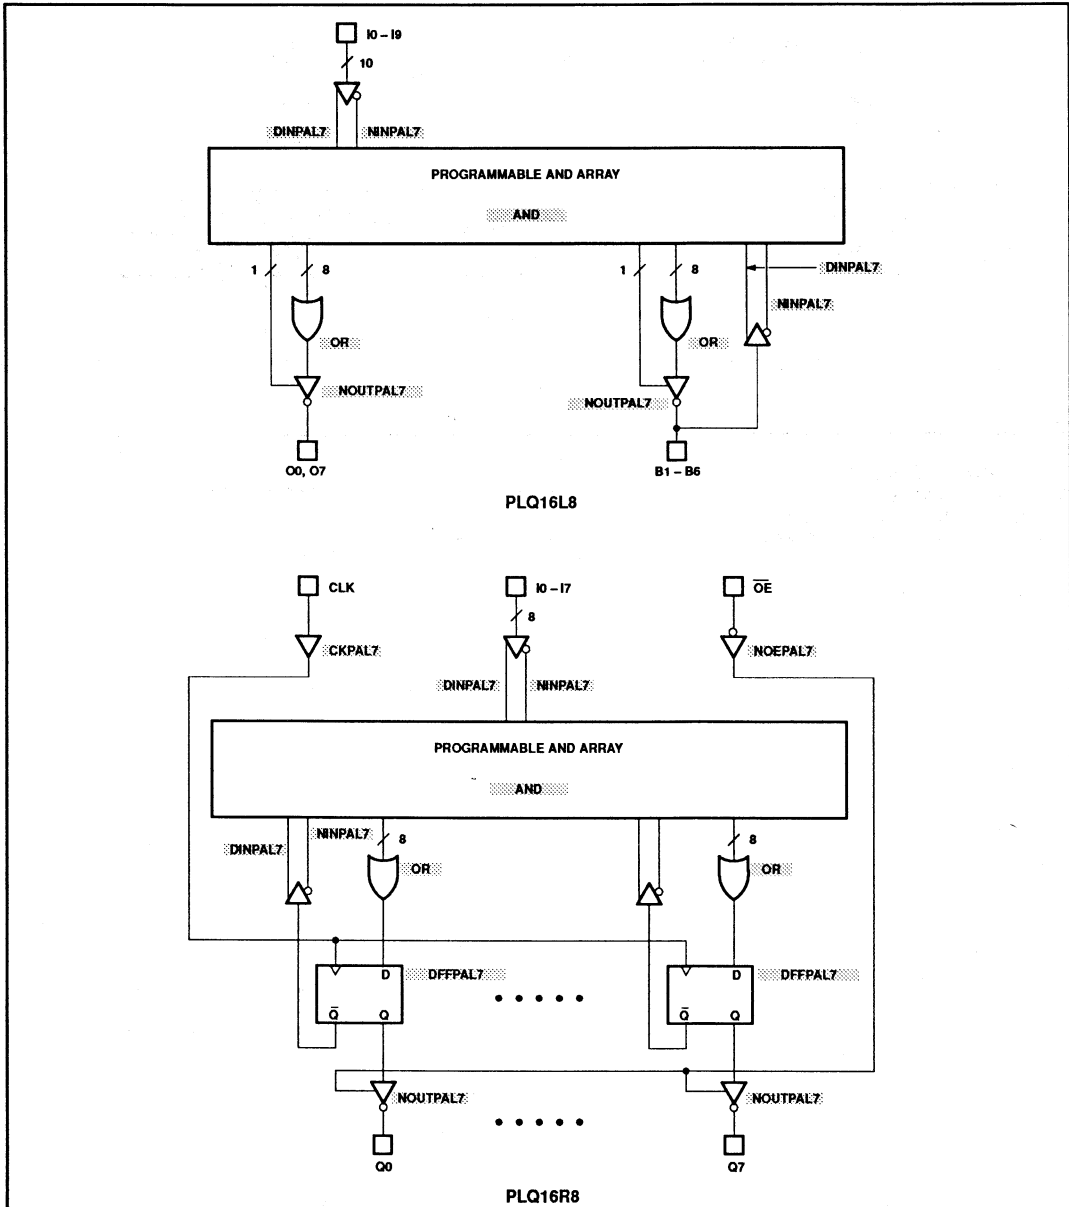 I0 – I9
10
DINPAL7 NINPAL7
PROGRAMMABLE AND ARRAY
AND
1 8 1 8 DINPAL7
NINPAL7
OR OR
NOUTPAL7 NOUTPAL7
O0, O7 B1 – B6
PLQ16L8
CLK I0 – I7 OE
8
CKPAL7 NOEPAL7
DINPAL7 NINPAL7
PROGRAMMABLE AND ARRAY
AND
NINPAL7 8 8
DINPAL7
OR OR
D DFFPAL7 D DFFPAL7
Q Q Q Q
NOUTPAL7 NOUTPAL7
Q0 Q7
PLQ16R8